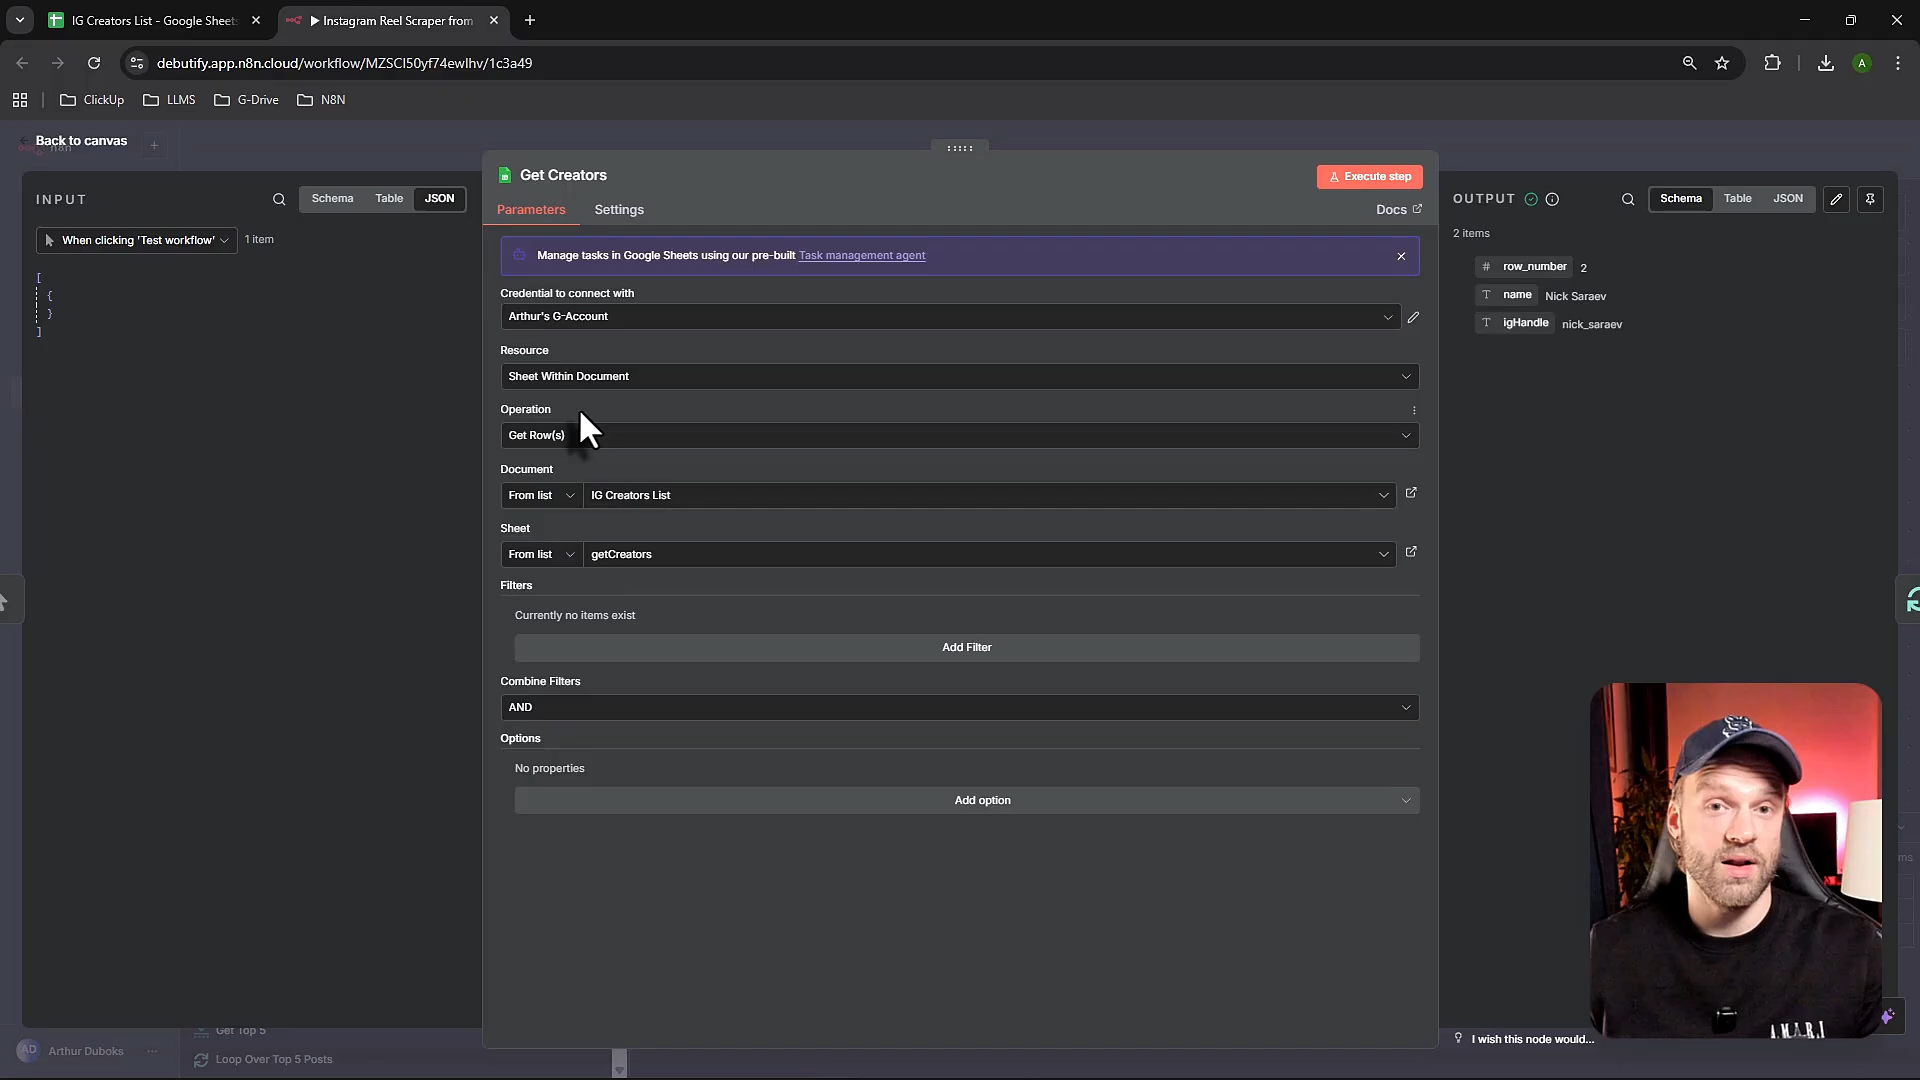 IG Creators List - Google Sheets
Instagram Reel Scraper from
debutify.app.n8n.cloud/workflow/MZSCI50yf74ewlhv/1c3a49
A
ClickUp
LLMS
G-Drive
N8N
Back to canvas
n8n
INPUT
Schema
Table
JSON
When clicking 'Test workflow'
1 item
[
{
}
]
Get Creators
Execute step
Parameters
Settings
Docs
Manage tasks in Google Sheets using our pre-built Task management agent
Credential to connect with
Arthur's G-Account
Resource
Sheet Within Document
Operation
Get Row(s)
Document
From list
IG Creators List
Sheet
From list
getCreators
Filters
Currently no items exist
Add Filter
Combine Filters
AND
Options
No properties
Add option
OUTPUT
Schema
Table
JSON
2 items
# row_number 2
T name Nick Saraev
T igHandle nick_saraev
Get Top 5
AD Arthur Duboks
Loop Over Top 5 Posts
I wish this node would...